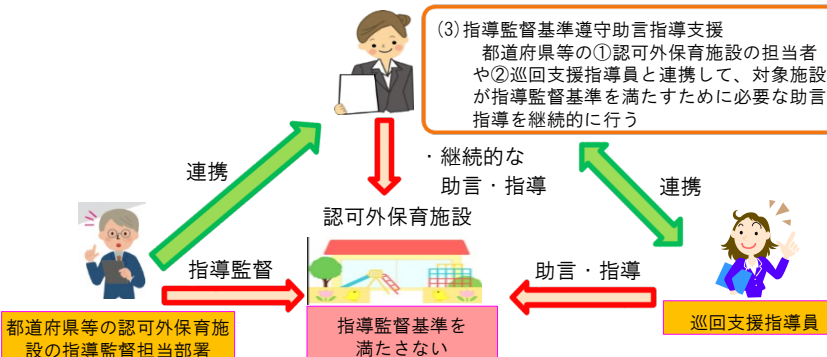 (3)指導監督基準遵守助言指導支援
都道府県等の①認可外保育施設の担当者
や②巡回支援指導員と連携して、対象施設
が指導監督基準を満たすために必要な助言
指導を継続的に行う
連携
・継続的な
助言・指導
連携
認可外保育施設
指導監督
助言・指導
都道府県等の認可外保育施
設の指導監督担当部署
指導監督基準を
満たさない
巡回支援指導員